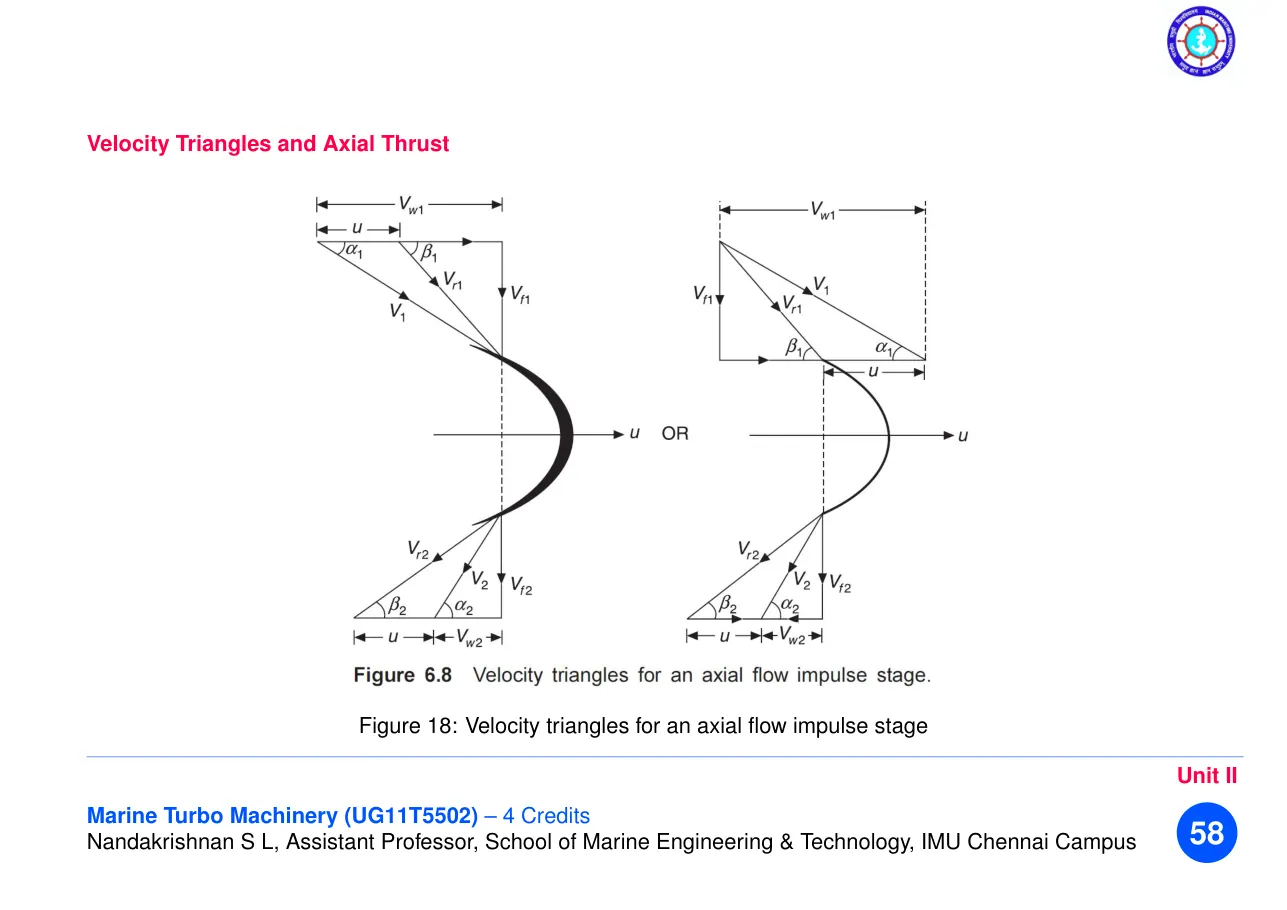 Velocity Triangles and Axial Thrust
Vw1
u
α1
β1
Vr1
V1
Vf1
Vr2
V2
Vf2
β2
α2
u
Vw2
u
OR
Vw1
Vf1
V1
Vr1
β1
α1
u
u
Vr2
V2
Vf2
β2
α2
u
Vw2
Figure 6.8 Velocity triangles for an axial flow impulse stage.
Figure 18: Velocity triangles for an axial flow impulse stage
Unit II
Marine Turbo Machinery (UG11T5502) – 4 Credits
Nandakrishnan S L, Assistant Professor, School of Marine Engineering & Technology, IMU Chennai Campus
58